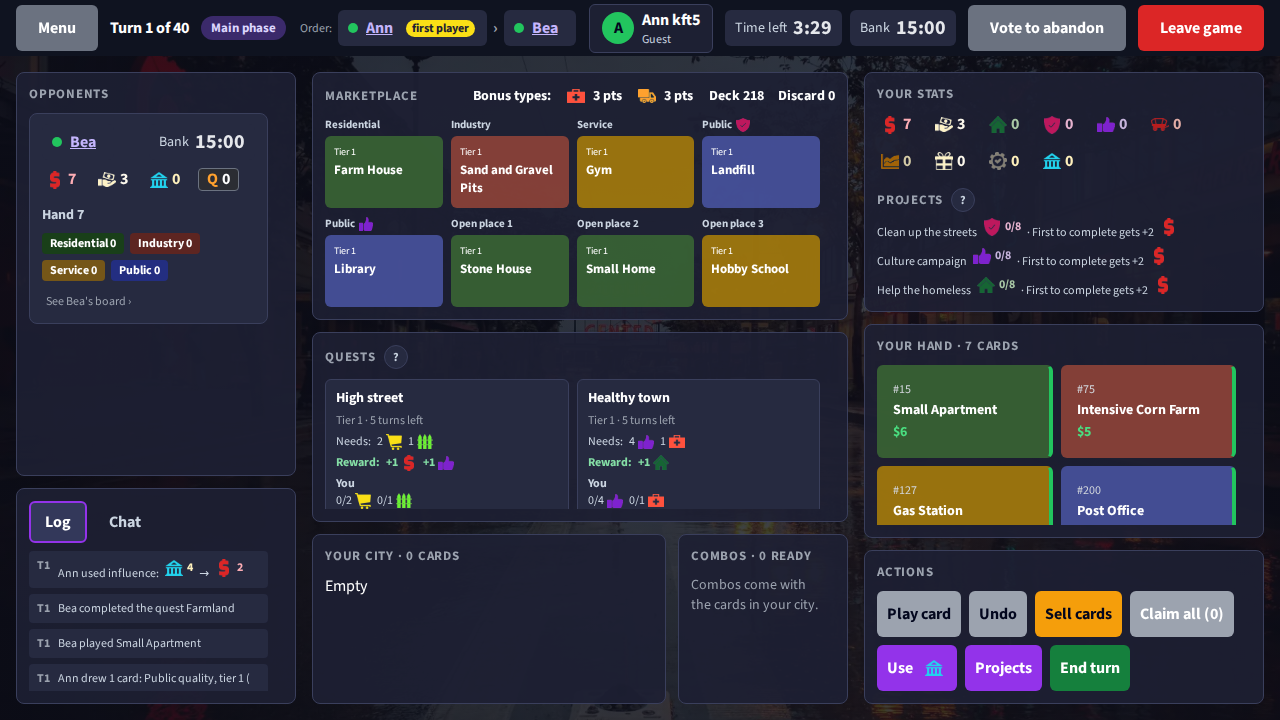 Menu
Turn 1 of 40
Main phase
Order:
Ann
first player
›
Bea
A
Ann kft5
Guest
Time left 3:29
Bank 15:00
Vote to abandon
Leave game
OPPONENTS
Bea
Bank 15:00
7
3
0
Q 0
Hand 7
Residential 0
Industry 0
Service 0
Public 0
See Bea's board ›
Log
Chat
T1 Ann used influence: 4 → 2
T1 Bea completed the quest Farmland
T1 Bea played Small Apartment
T1 Ann drew 1 card: Public quality, tier 1 (
MARKETPLACE
Bonus types:
3 pts
3 pts
Deck 218
Discard 0
Residential
Industry
Service
Public
Tier 1
Farm House
Tier 1
Sand and Gravel
Pits
Tier 1
Gym
Tier 1
Landfill
Public
Open place 1
Open place 2
Open place 3
Tier 1
Library
Tier 1
Stone House
Tier 1
Small Home
Tier 1
Hobby School
QUESTS
?
High street
Tier 1 · 5 turns left
Needs: 2 1
Reward: +1 +1
You
0/2 0/1
Healthy town
Tier 1 · 5 turns left
Needs: 4 1
Reward: +1
You
0/4 0/1
YOUR CITY · 0 CARDS
Empty
COMBOS · 0 READY
Combos come with
the cards in your city.
YOUR STATS
7
3
0
0
0
0
0
0
0
0
PROJECTS
?
Clean up the streets 0/8 · First to complete gets +2
Culture campaign 0/8 · First to complete gets +2
Help the homeless 0/8 · First to complete gets +2
YOUR HAND · 7 CARDS
#15
Small Apartment
$6
#75
Intensive Corn Farm
$5
#127
Gas Station
#200
Post Office
ACTIONS
Play card
Undo
Sell cards
Claim all (0)
Use
Projects
End turn